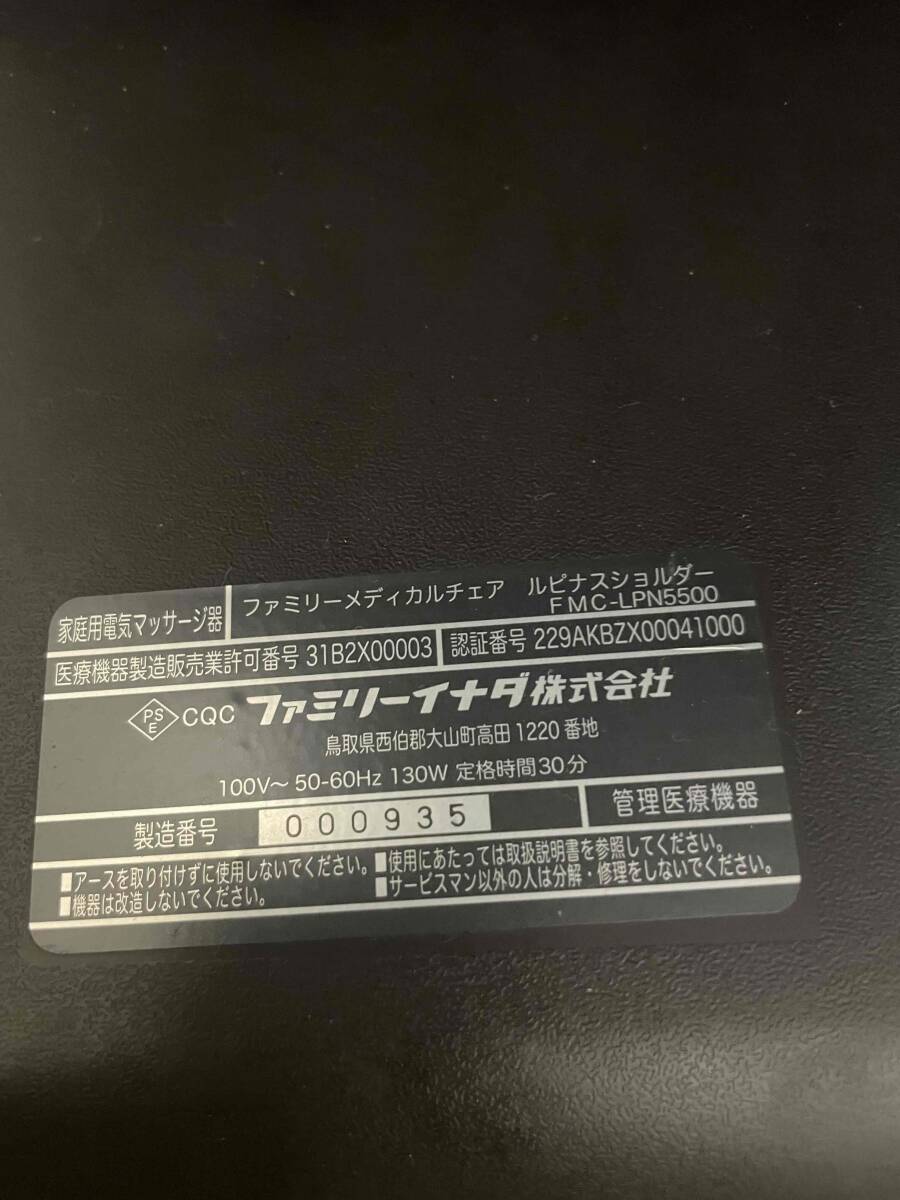 家庭用電気マッサージ器
ファミリーメディカルチェア ルピナスショルダー
FMC-LPN5500
医療機器製造販売業許可番号 31B2X00003
認証番号 229AKBZX00041000
PS
E
CQC ファミリーイナダ株式会社
鳥取県西伯郡大山町高田1220番地
100V～ 50-60Hz 130W 定格時間30分
製造番号 000935
管理医療機器
■アースを取り付けずに使用しないでください。
■機器は改造しないでください。
■使用にあたっては取扱説明書を参照してください。
■サービスマン以外の人は分解・修理をしないでください。